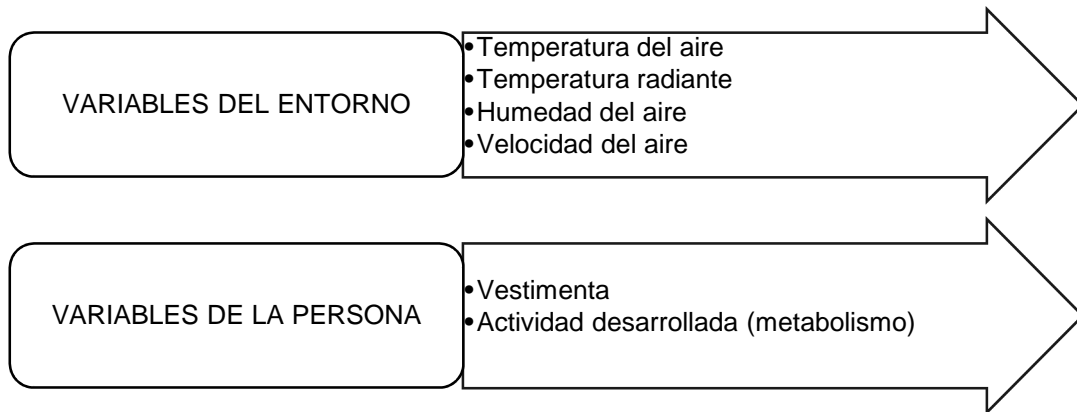 VARIABLES DEL ENTORNO
•Temperatura del aire
•Temperatura radiante
•Humedad del aire
•Velocidad del aire
VARIABLES DE LA PERSONA
•Vestimenta
•Actividad desarrollada (metabolismo)